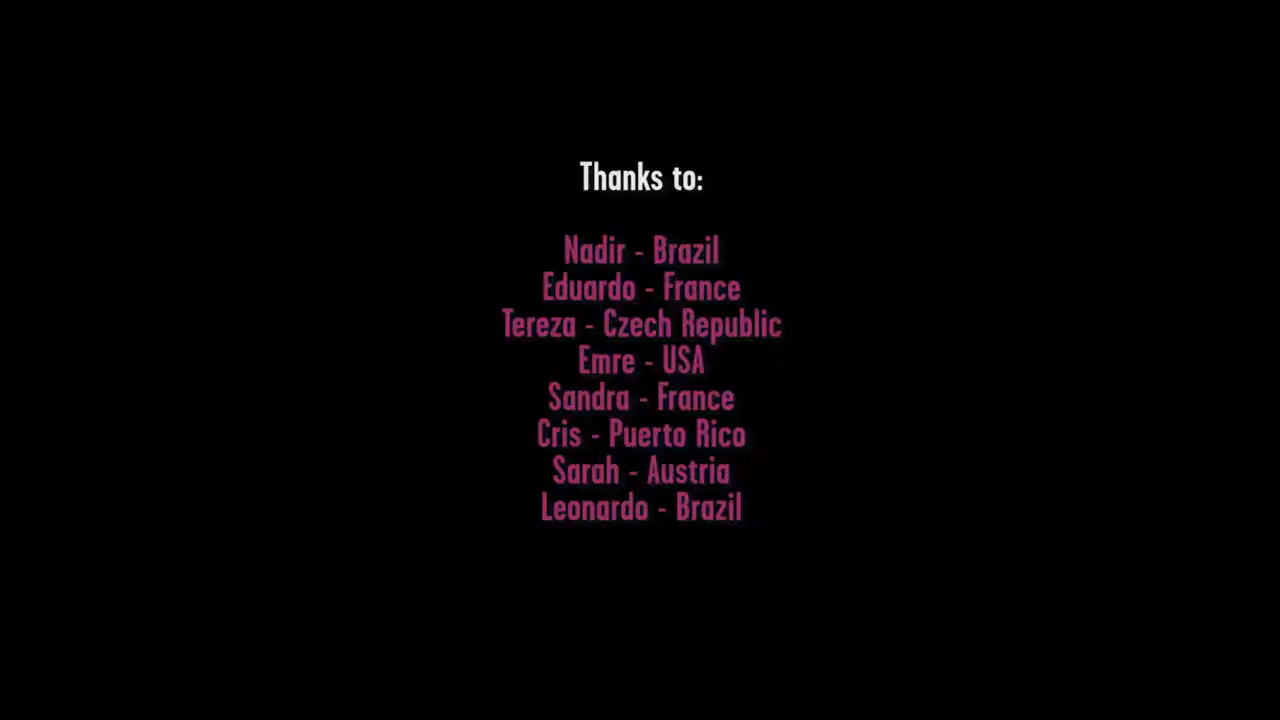 Thanks to:
Nadir - Brazil
Eduardo - France
Tereza - Czech Republic
Emre - USA
Sandra - France
Cris - Puerto Rico
Sarah - Austria
Leonardo - Brazil